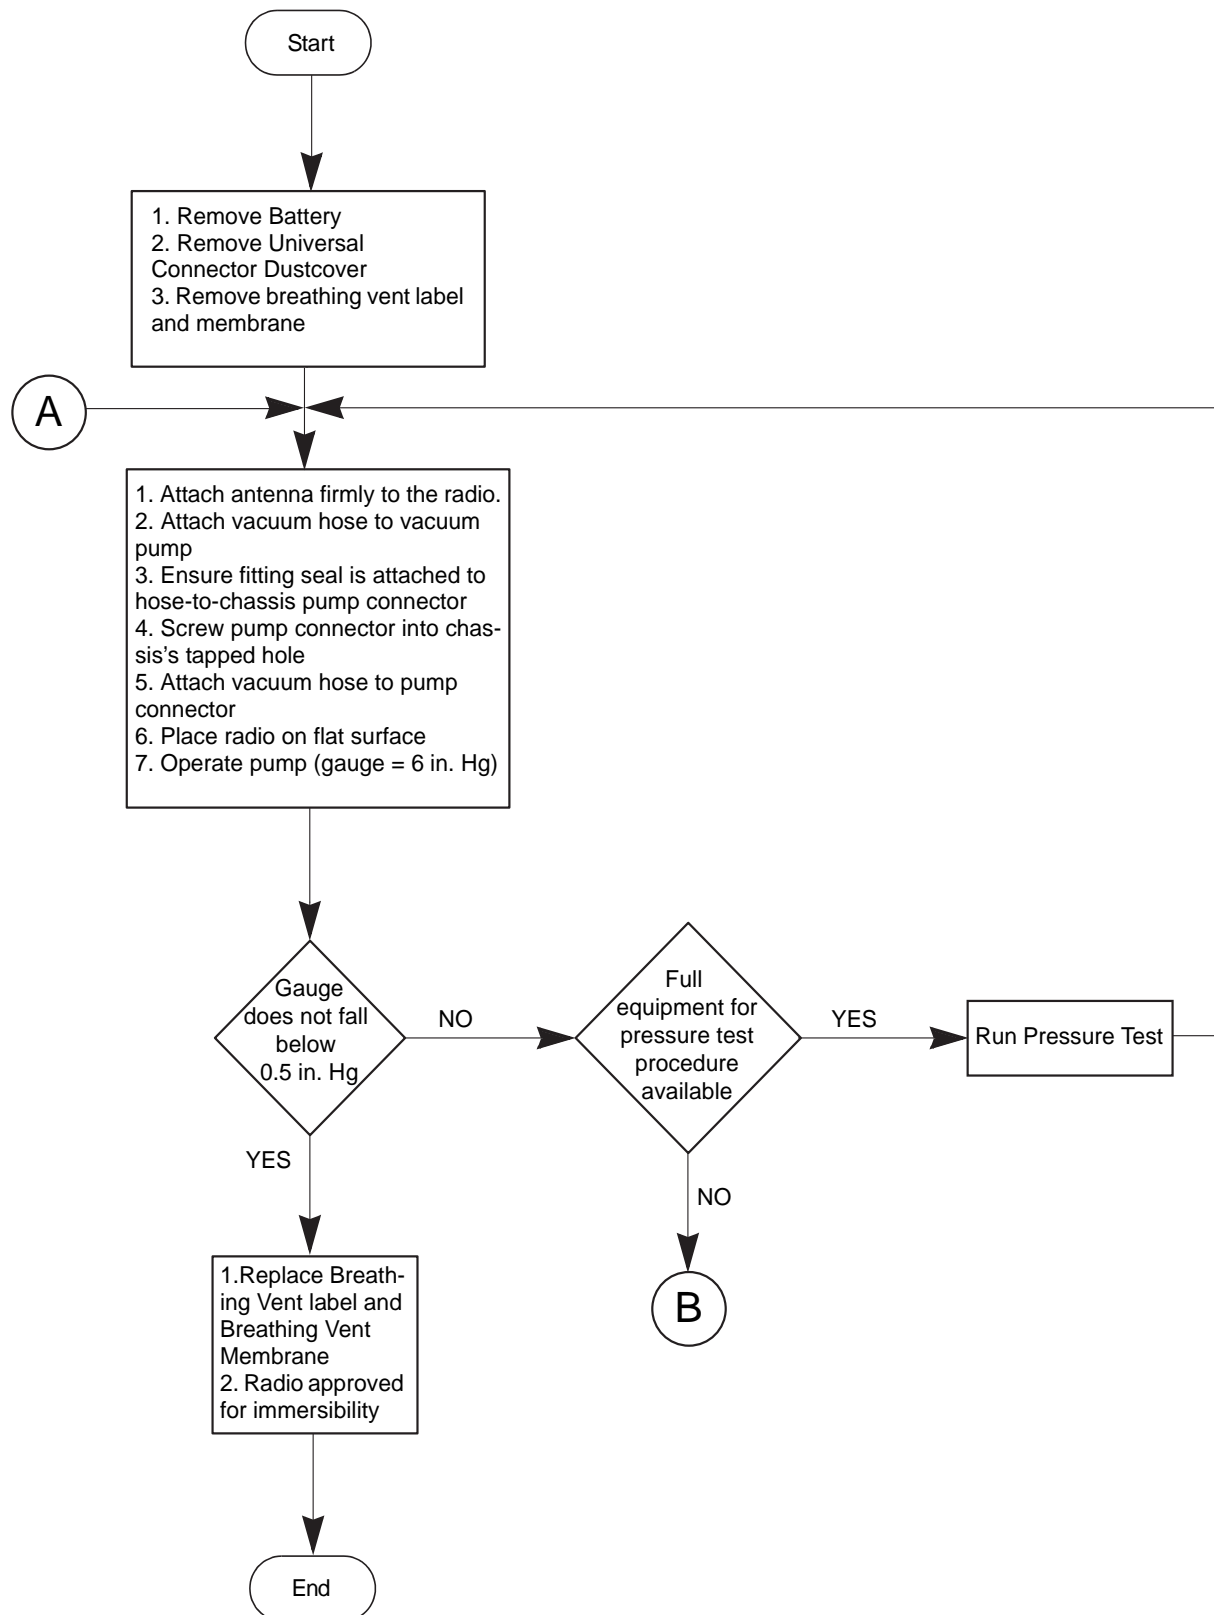 Start
1. Remove Battery
2. Remove Universal
Connector Dustcover
3. Remove breathing vent label
and membrane
A
1. Attach antenna firmly to the radio.
2. Attach vacuum hose to vacuum
pump
3. Ensure fitting seal is attached to
hose-to-chassis pump connector
4. Screw pump connector into chas-
sis's tapped hole
5. Attach vacuum hose to pump
connector
6. Place radio on flat surface
7. Operate pump (gauge = 6 in. Hg)
Gauge
does not fall
below
0.5 in. Hg
NO
Full
equipment for
pressure test
procedure
available
YES
Run Pressure Test
YES
NO
B
1.Replace Breath-
ing Vent label and
Breathing Vent
Membrane
2. Radio approved
for immersibility
End